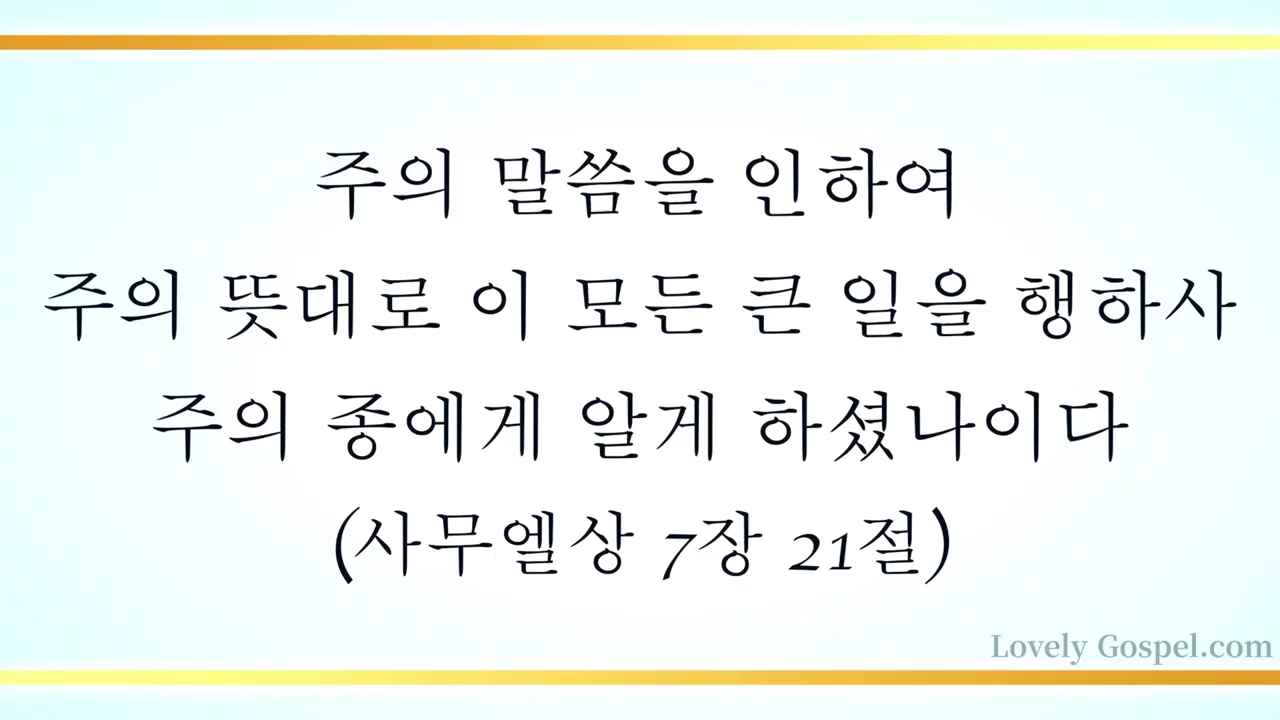 주의 말씀을 인하여
주의 뜻대로 이 모든 큰 일을 행하사
주의 종에게 알게 하셨나이다
(사무엘상 7장 21절)
Lovely Gospel.com